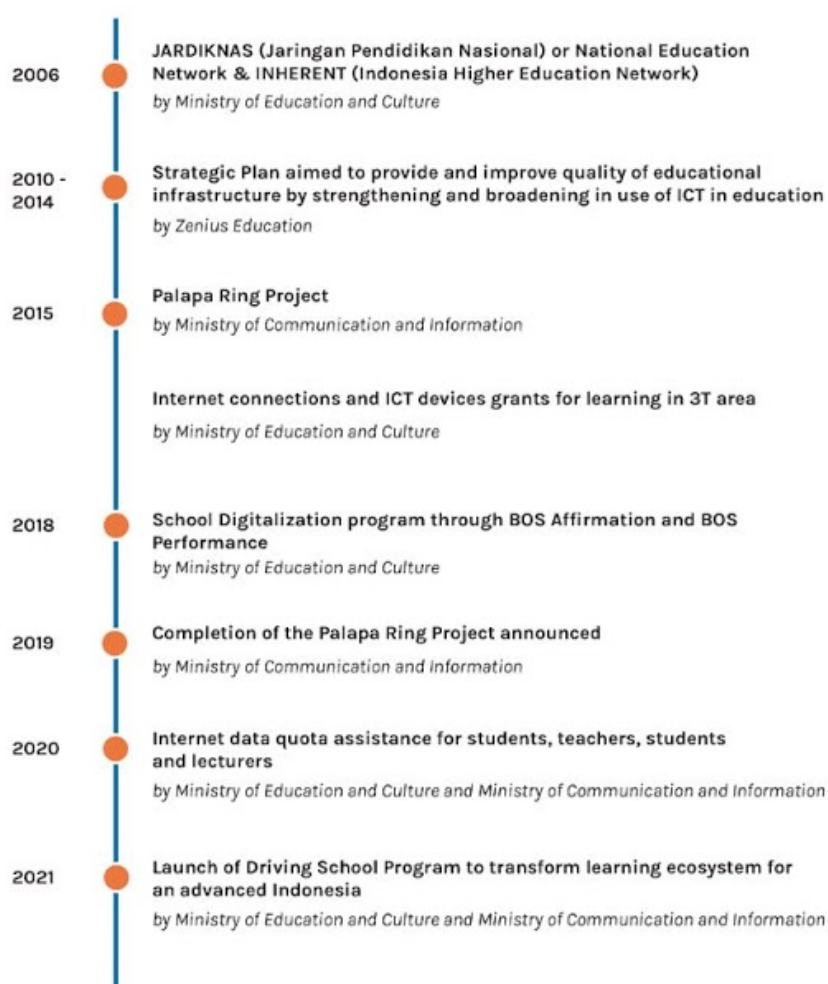 2006
JARDIKNAS (Jaringan Pendidikan Nasional) or National Education
Network & INHERENT (Indonesia Higher Education Network)
by Ministry of Education and Culture
2010 -
2014
Strategic Plan aimed to provide and improve quality of educational
infrastructure by strengthening and broadening in use of ICT in education
by Zenius Education
2015
Palapa Ring Project
by Ministry of Communication and Information
Internet connections and ICT devices grants for learning in 3T area
by Ministry of Education and Culture
2018
School Digitalization program through BOS Affirmation and BOS
Performance
by Ministry of Education and Culture
2019
Completion of the Palapa Ring Project announced
by Ministry of Communication and Information
2020
Internet data quota assistance for students, teachers, students
and lecturers
by Ministry of Education and Culture and Ministry of Communication and Information
2021
Launch of Driving School Program to transform learning ecosystem for
an advanced Indonesia
by Ministry of Education and Culture and Ministry of Communication and Information